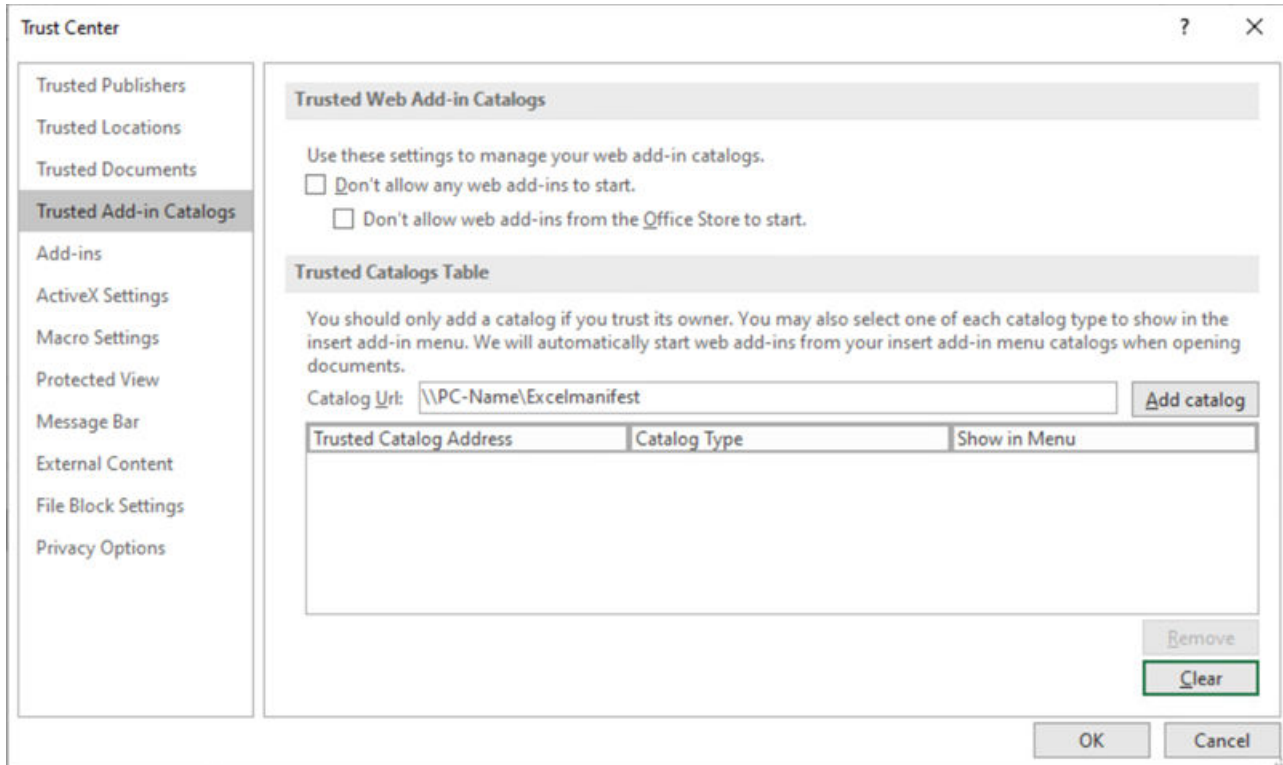 Trust Center
?
Trusted Publishers
Trusted Locations
Trusted Documents
Trusted Add-in Catalogs
Add-ins
ActiveX Settings
Macro Settings
Protected View
Message Bar
External Content
File Block Settings
Privacy Options
Trusted Web Add-in Catalogs
Use these settings to manage your web add-in catalogs.
Don't allow any web add-ins to start.
Don't allow web add-ins from the Office Store to start.
Trusted Catalogs Table
You should only add a catalog if you trust its owner. You may also select one of each catalog type to show in the
insert add-in menu. We will automatically start web add-ins from your insert add-in menu catalogs when opening
documents.
Catalog Url: \\PC-Name\Excelmanifest Add catalog
Trusted Catalog Address Catalog Type Show in Menu
Remove
Clear
OK Cancel